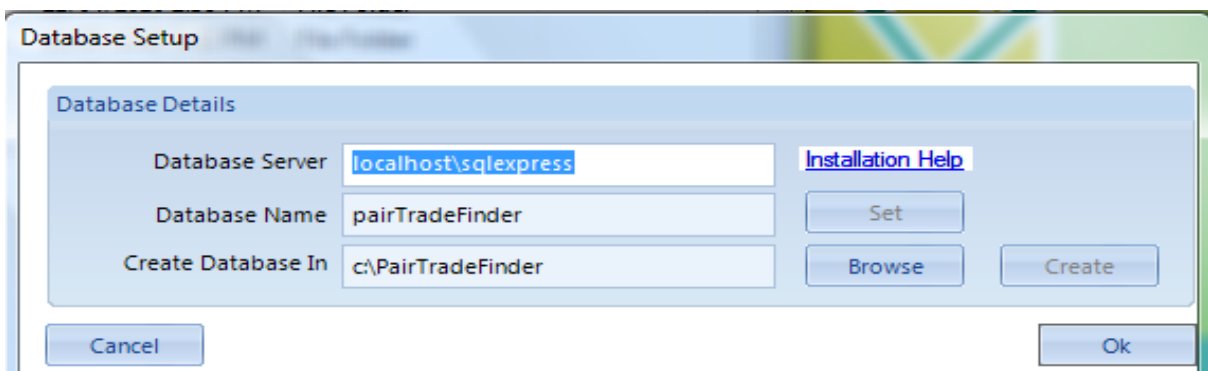 Database Setup
Database Details
Database Server localhost\sqlexpress Installation Help
Database Name pairTradeFinder Set
Create Database In c:\PairTradeFinder Browse Create
Cancel Ok